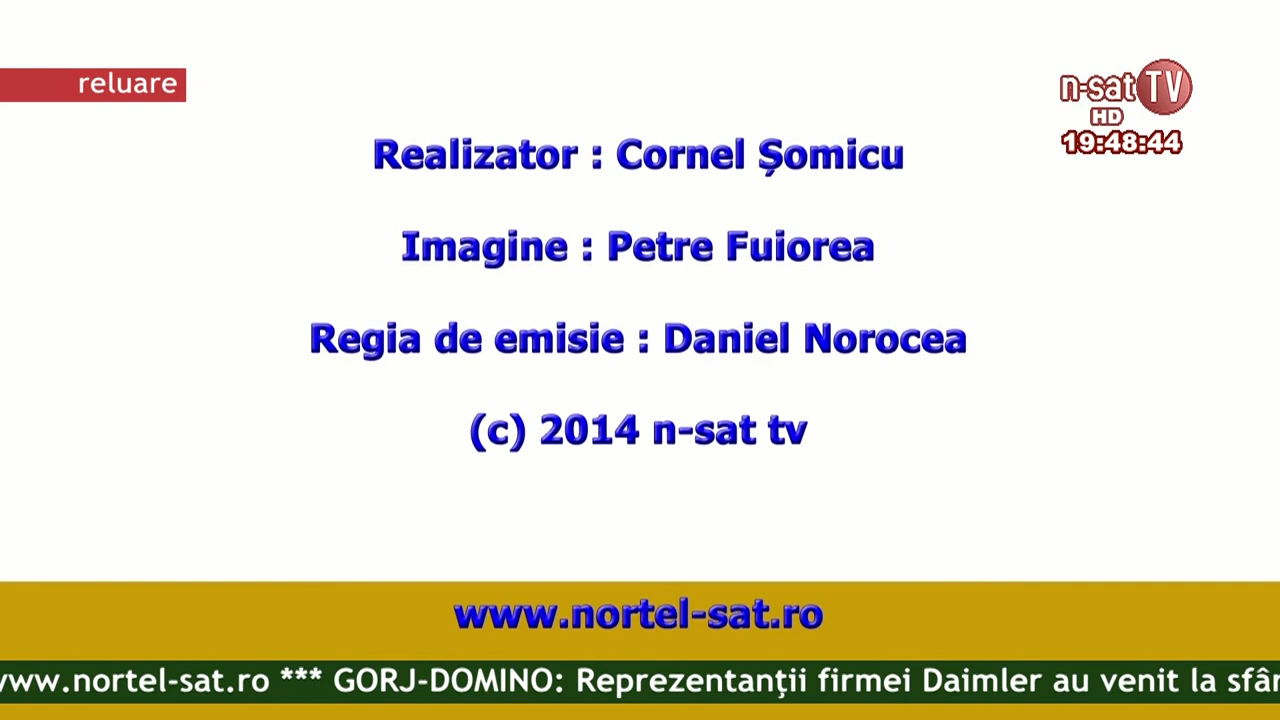 reluare
n-sat TV
HD
19:48:44
Realizator : Cornel Șomicu
Imagine : Petre Fuiorea
Regia de emisie : Daniel Norocea
(c) 2014 n-sat tv
www.nortel-sat.ro
www.nortel-sat.ro *** GORJ-DOMINO: Reprezentanții firmei Daimler au venit la